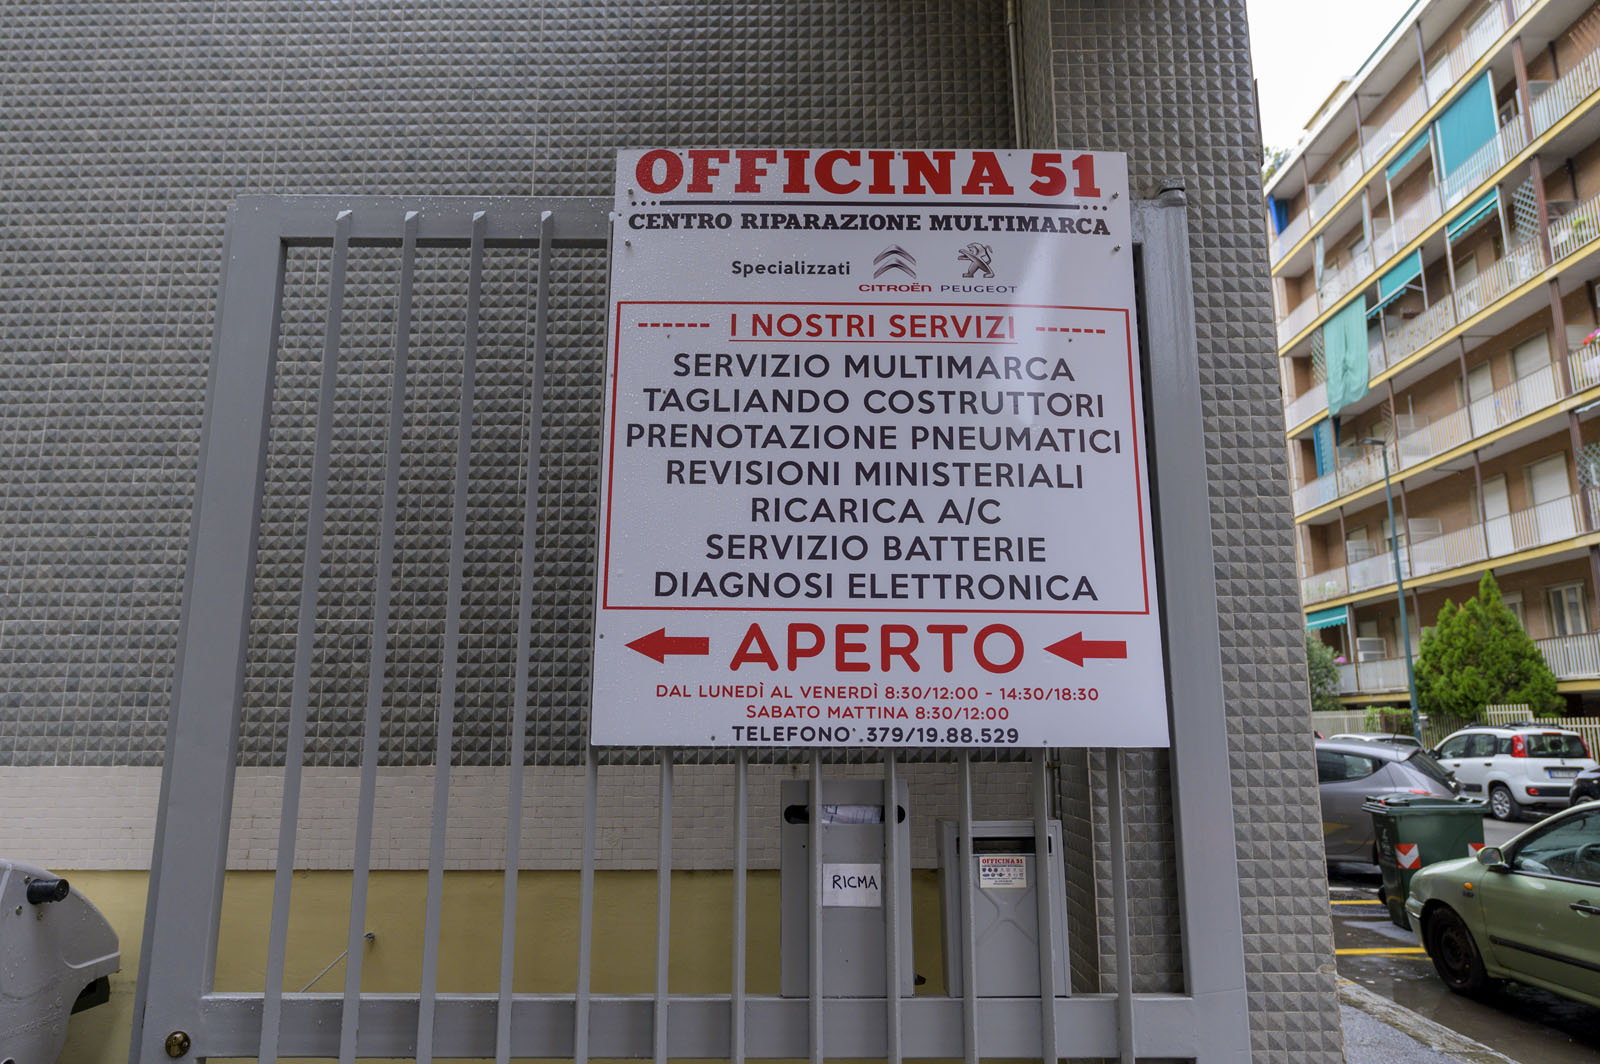 OFFICINA 51
CENTRO RIPARAZIONE MULTIMARCA
Specializzati
CITROËN PEUGEOT
------ I NOSTRI SERVIZI ------
SERVIZIO MULTIMARCA
TAGLIANDO COSTRUTTORI
PRENOTAZIONE PNEUMATICI
REVISIONI MINISTERIALI
RICARICA A/C
SERVIZIO BATTERIE
DIAGNOSI ELETTRONICA
APERTO
DAL LUNEDÌ AL VENERDÌ 8:30/12:00 - 14:30/18:30
SABATO MATTINA 8:30/12:00
TELEFONO .379/19.88.529
RICMA
OFFICINA 51